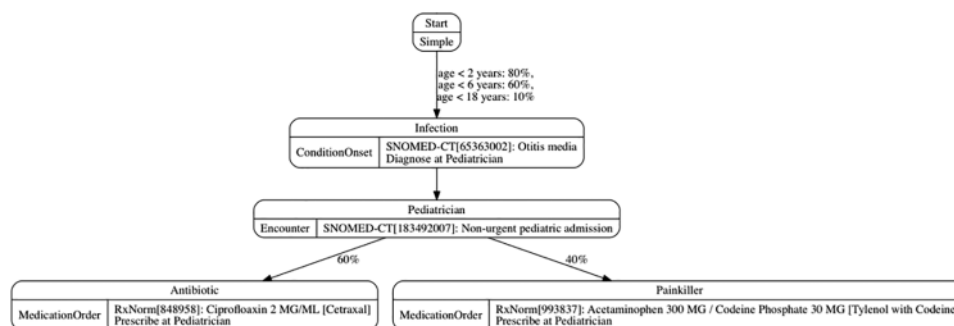 Start
Simple
age < 2 years: 80%,
age < 6 years: 60%,
age < 18 years: 10%
Infection
ConditionOnset
SNOMED-CT[65363002]: Otitis media
Diagnose at Pediatrician
Pediatrician
Encounter
SNOMED-CT[183492007]: Non-urgent pediatric admission
60%
40%
Antibiotic
MedicationOrder
RxNorm[848958]: Ciprofloaxin 2 MG/ML [Cetraxal]
Prescribe at Pediatrician
Painkiller
MedicationOrder
RxNorm[993837]: Acetaminophen 300 MG / Codeine Phosphate 30 MG [Tylenol with Codeine
Prescribe at Pediatrician